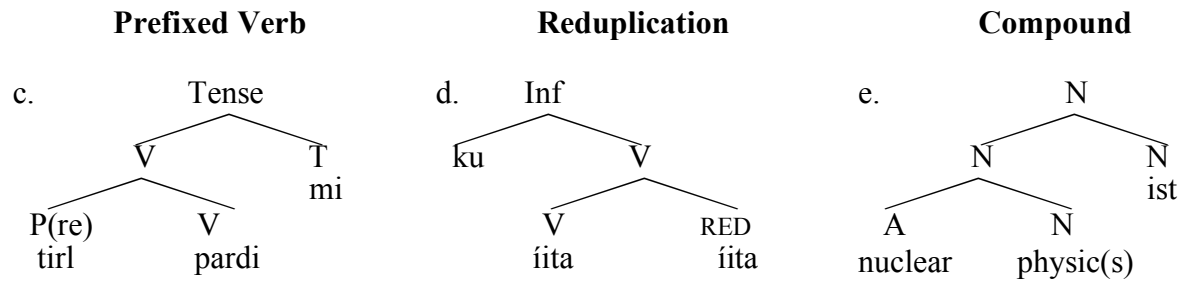 Prefixed Verb Reduplication Compound
c. Tense d. Inf e. N
V T ku V N N
mi ist
P(re) V V RED A N
tirl pardi íita íita nuclear physic(s)